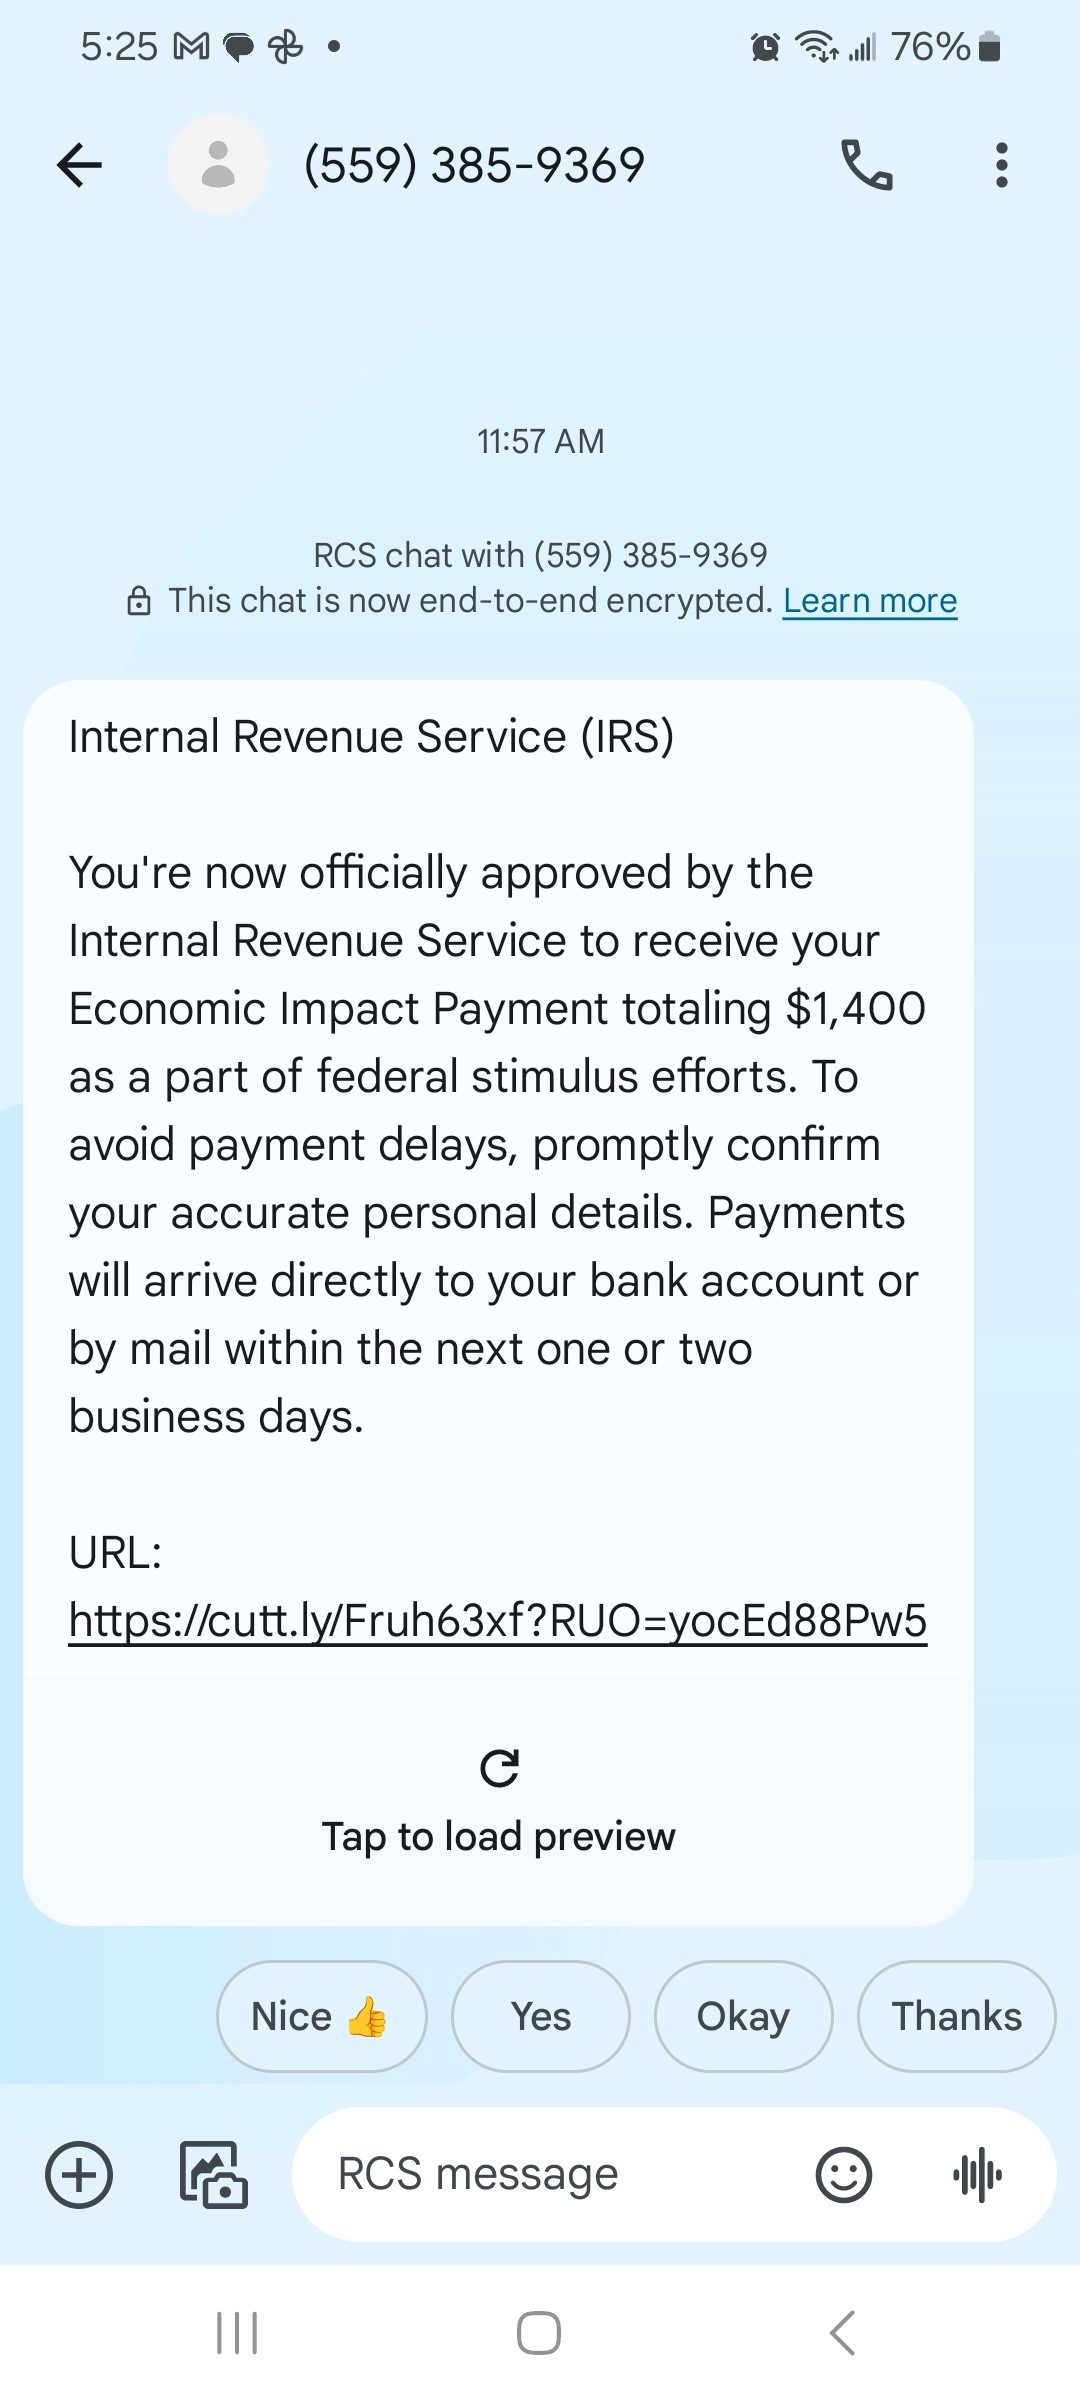 5:25 76%
(559) 385-9369
11:57 AM
RCS chat with (559) 385-9369
This chat is now end-to-end encrypted. Learn more
Internal Revenue Service (IRS)
You're now officially approved by the
Internal Revenue Service to receive your
Economic Impact Payment totaling $1,400
as a part of federal stimulus efforts. To
avoid payment delays, promptly confirm
your accurate personal details. Payments
will arrive directly to your bank account or
by mail within the next one or two
business days.
URL:
https://cutt.ly/Fruh63xf?RUO=yocEd88Pw5
Tap to load preview
Nice 👍 Yes Okay Thanks
RCS message